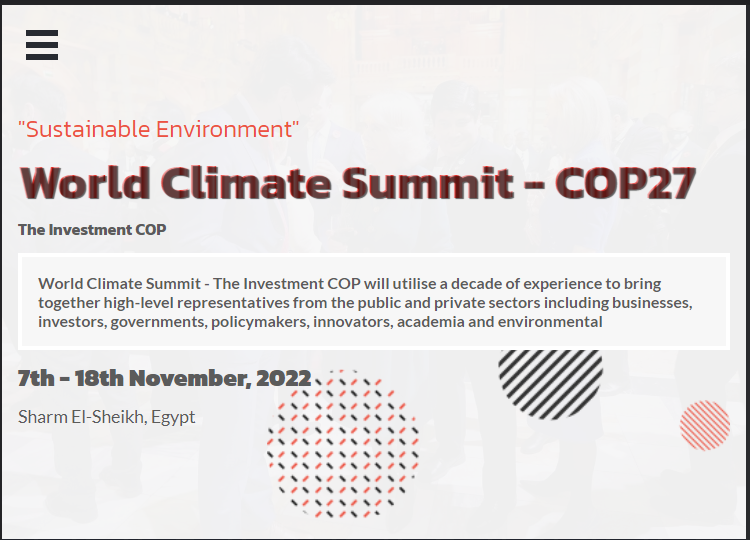 "Sustainable Environment"
World Climate Summit - COP27
The Investment COP
World Climate Summit - The Investment COP will utilise a decade of experience to bring
together high-level representatives from the public and private sectors including businesses,
investors, governments, policymakers, innovators, academia and environmental
7th - 18th November, 2022
Sharm El-Sheikh, Egypt